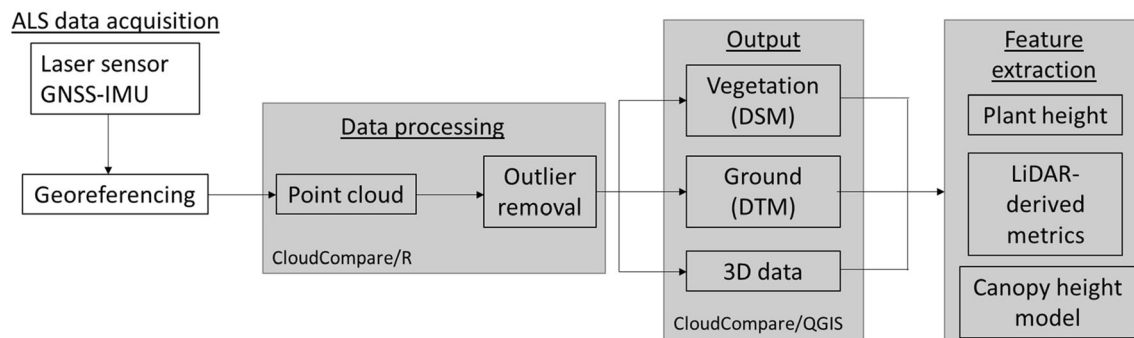 ALS data acquisition
Laser sensor
GNSS-IMU
Georeferencing
Data processing
Point cloud
Outlier
removal
CloudCompare/R
Output
Vegetation
(DSM)
Ground
(DTM)
3D data
CloudCompare/QGIS
Feature
extraction
Plant height
LiDAR-
derived
metrics
Canopy height
model